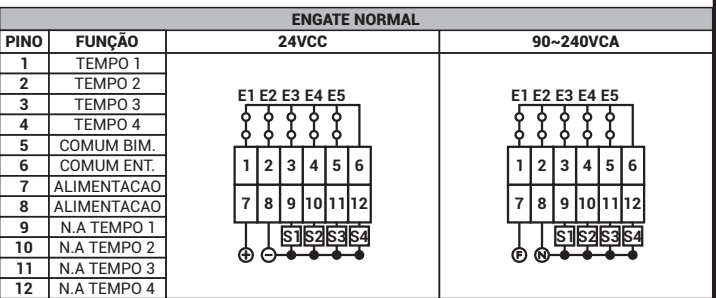 ENGATE NORMAL
PINO FUNÇÃO 24VCC 90~240VCA
1 TEMPO 1
2 TEMPO 2
3 TEMPO 3
4 TEMPO 4
5 COMUM BIM.
6 COMUM ENT.
7 ALIMENTACAO
8 ALIMENTACAO
9 N.A TEMPO 1
10 N.A TEMPO 2
11 N.A TEMPO 3
12 N.A TEMPO 4
E1 E2 E3 E4 E5
1 2 3 4 5 6
7 8 9 10 11 12
S1 S2 S3 S4
+ −
E1 E2 E3 E4 E5
1 2 3 4 5 6
7 8 9 10 11 12
S1 S2 S3 S4
F N